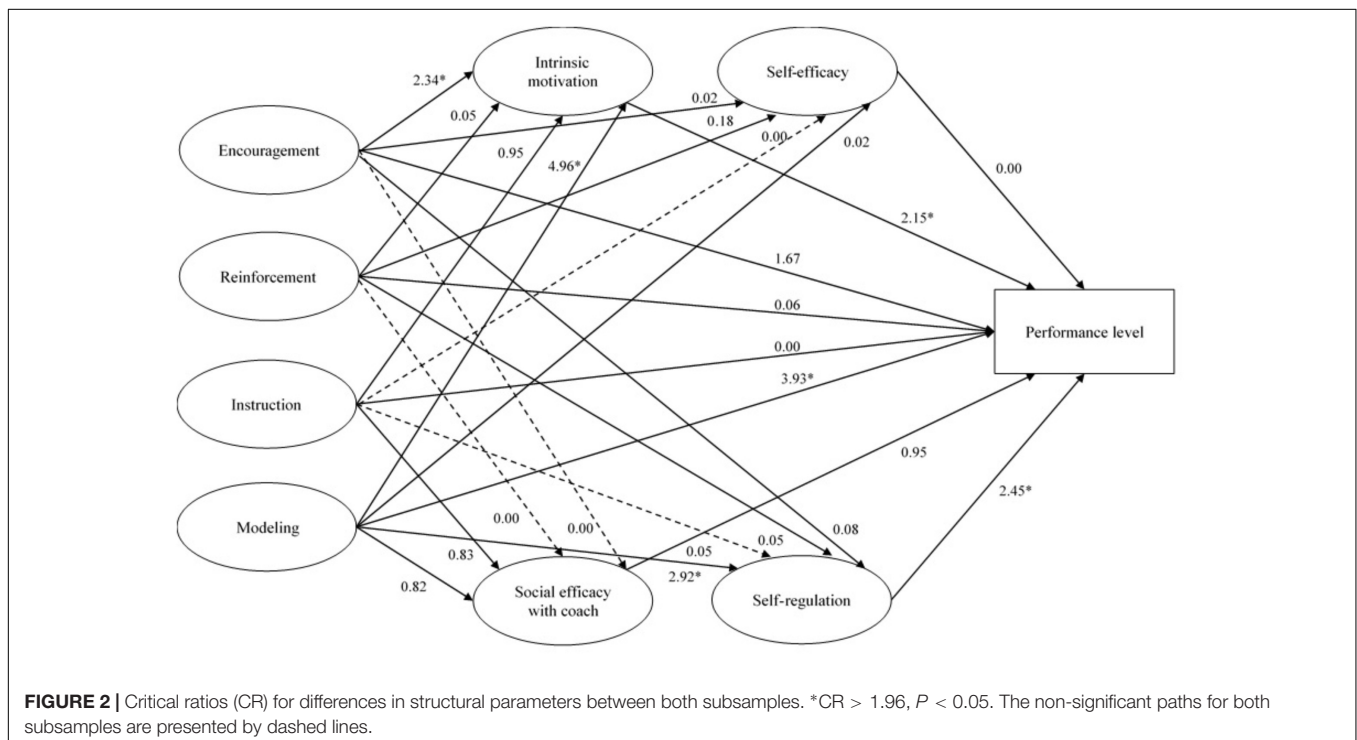 Intrinsic
motivation
Self-efficacy
2.34*
0.02
0.05
0.18
Encouragement
0.00
0.02
0.95
4.96*
0.00
2.15*
1.67
Reinforcement
0.06
Performance level
0.00
3.93*
Instruction
0.95
2.45*
Modeling
0.00
0.00
0.05
0.08
0.83
0.05
2.92*
0.82
Social efficacy
with coach
Self-regulation
FIGURE 2 | Critical ratios (CR) for differences in structural parameters between both subsamples. *CR > 1.96, P < 0.05. The non-significant paths for both
subsamples are presented by dashed lines.